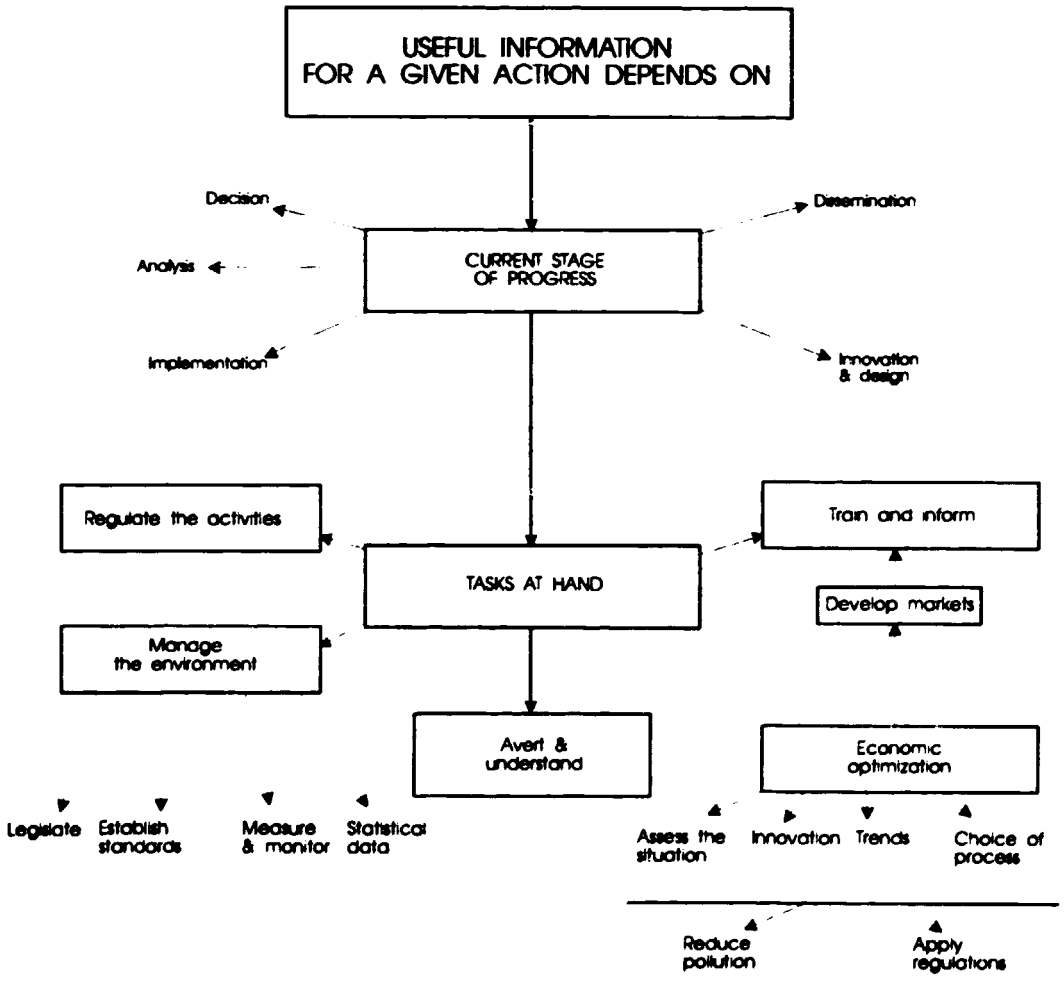 USEFUL INFORMATION
FOR A GIVEN ACTION DEPENDS ON
Decision
Dissemination
CURRENT STAGE
OF PROGRESS
Analysis
Implementation
Innovation
& design
Regulate the activities
Train and inform
TASKS AT HAND
Develop markets
Manage
the environment
Avert &
understand
Economic
optimization
Legislate
Establish
standards
Measure
& monitor
Statistical
data
Assess the
situation
Innovation
Trends
Choice of
process
Reduce
pollution
Apply
regulations